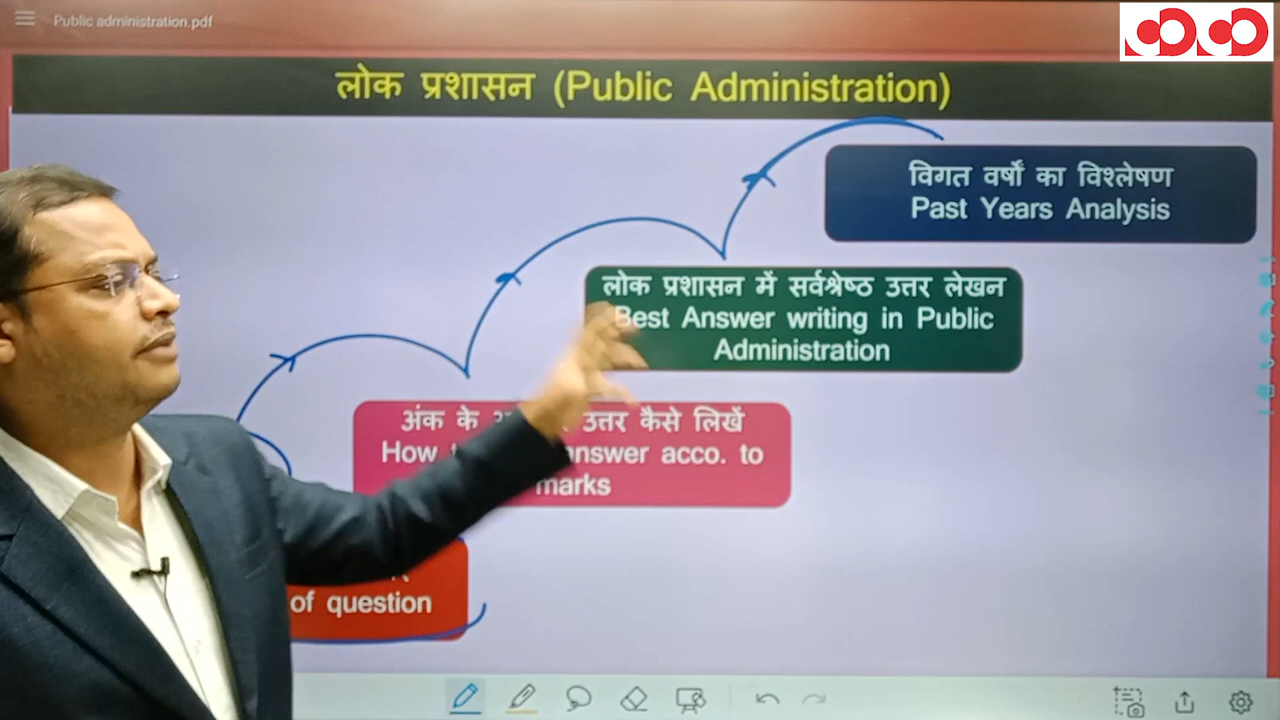 Public administration.pdf
लोक प्रशासन (Public Administration)
विगत वर्षों का विश्लेषण
Past Years Analysis
लोक प्रशासन में सर्वश्रेष्ठ उत्तर लेखन
Best Answer writing in Public
Administration
अंक के उत्तर कैसे लिखें
How answer acco. to
marks
of question